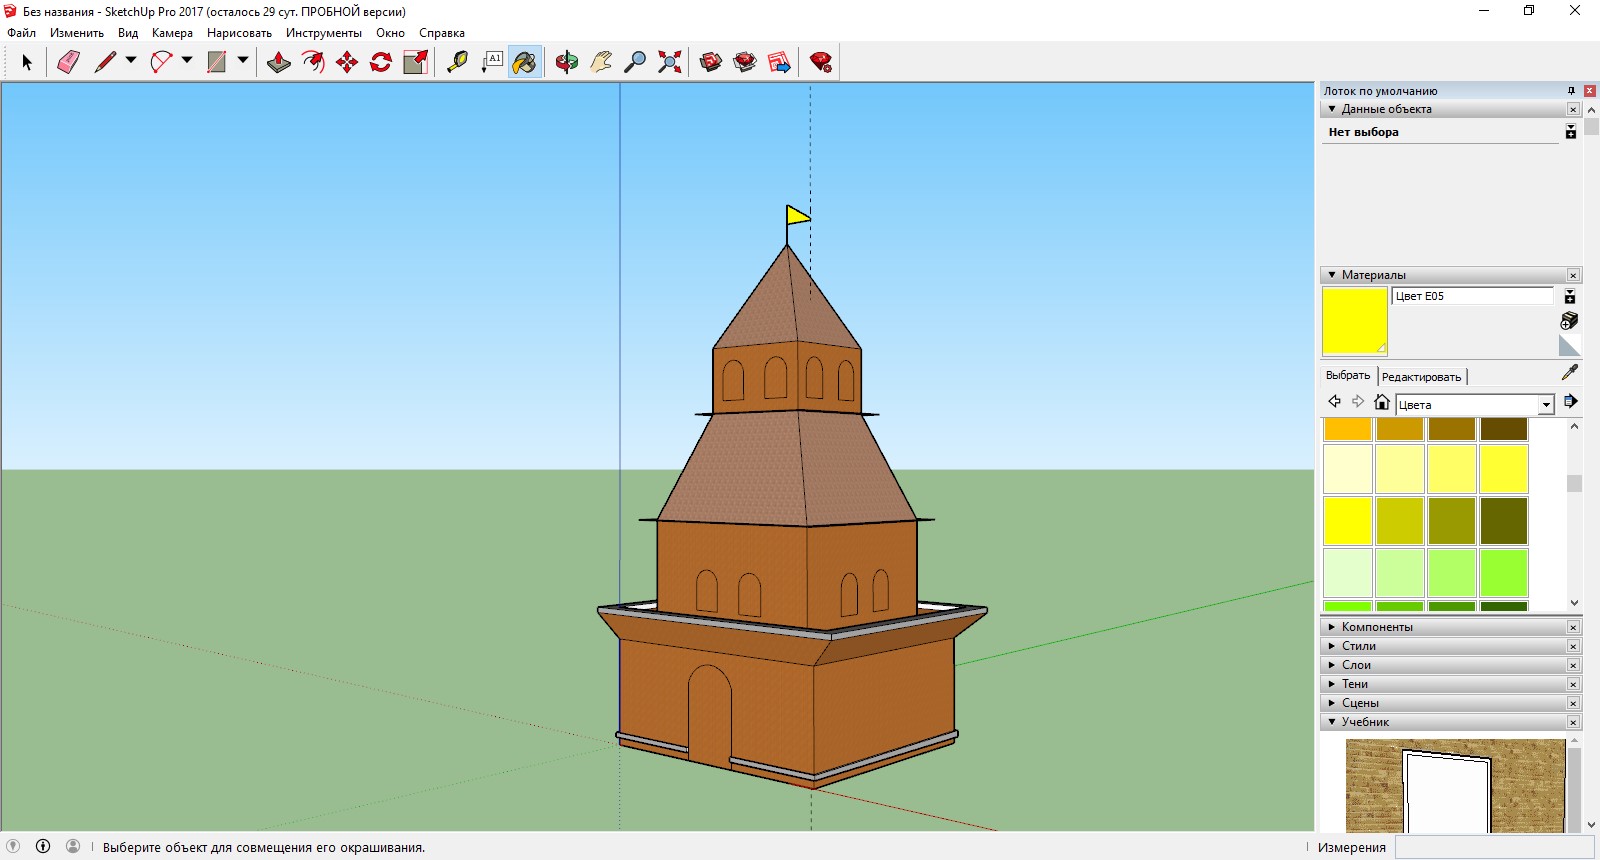 Без названия - SketchUp Pro 2017 (осталось 29 сут. ПРОБНОЙ версии)
Файл Изменить Вид Камера Нарисовать Инструменты Окно Справка
A1
Лоток по умолчанию
Данные объекта
Нет выбора
Материалы
Цвет E05
Выбрать Редактировать
Цвета
Компоненты
Стили
Слои
Тени
Сцены
Учебник
Выберите объект для совмещения его окрашивания.
Измерения